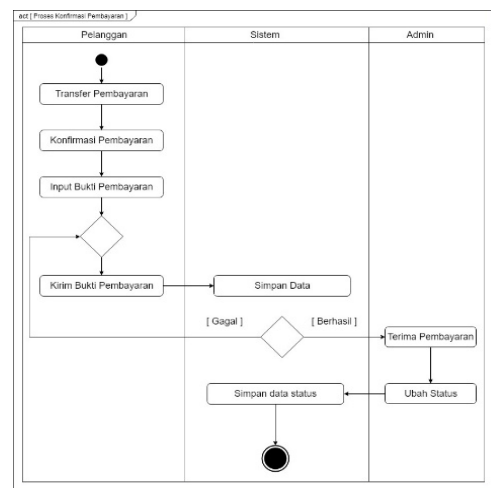 act [ Proses Konfirmasi Pembayaran ]
Pelanggan
Sistem
Admin
Transfer Pembayaran
Konfirmasi Pembayaran
Input Bukti Pembayaran
Kirim Bukti Pembayaran
Simpan Data
[ Gagal ]
[ Berhasil ]
Terima Pembayaran
Simpan data status
Ubah Status